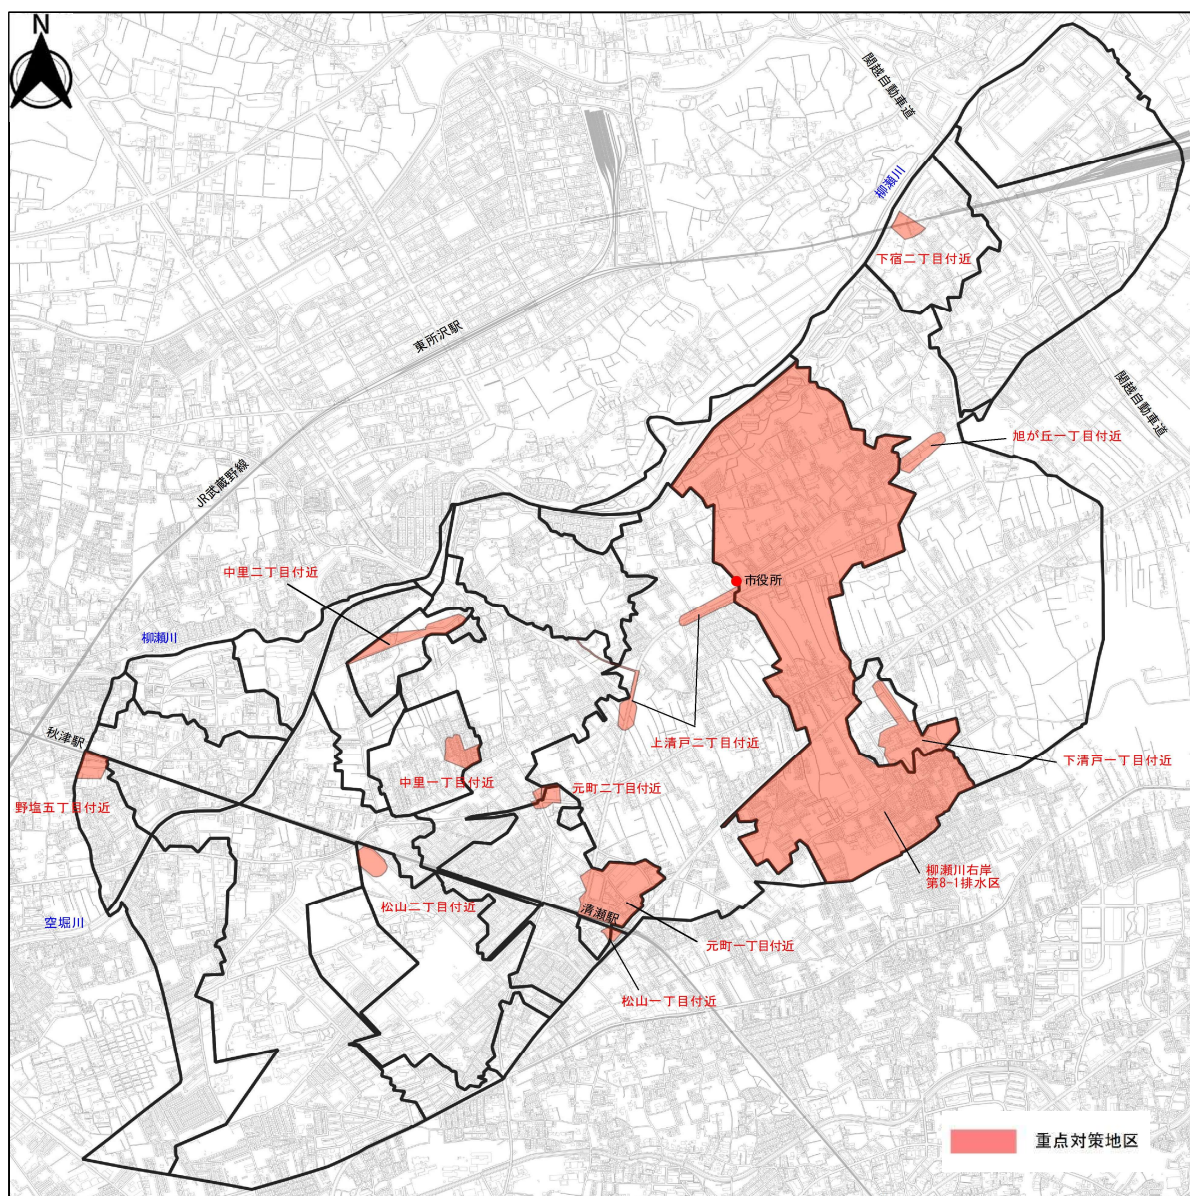 N
関越自動車道
柳瀬川
下宿二丁目付近
東所沢駅
関越自動車道
旭が丘一丁目付近
JR武蔵野線
中里二丁目付近
市役所
柳瀬川
秋津駅
上清戸二丁目付近
下清戸一丁目付近
中里一丁目付近
元町二丁目付近
野塩五丁目付近
柳瀬川右岸
第8-1排水区
松山二丁目付近
清瀬駅
空堀川
元町一丁目付近
松山一丁目付近
重点対策地区